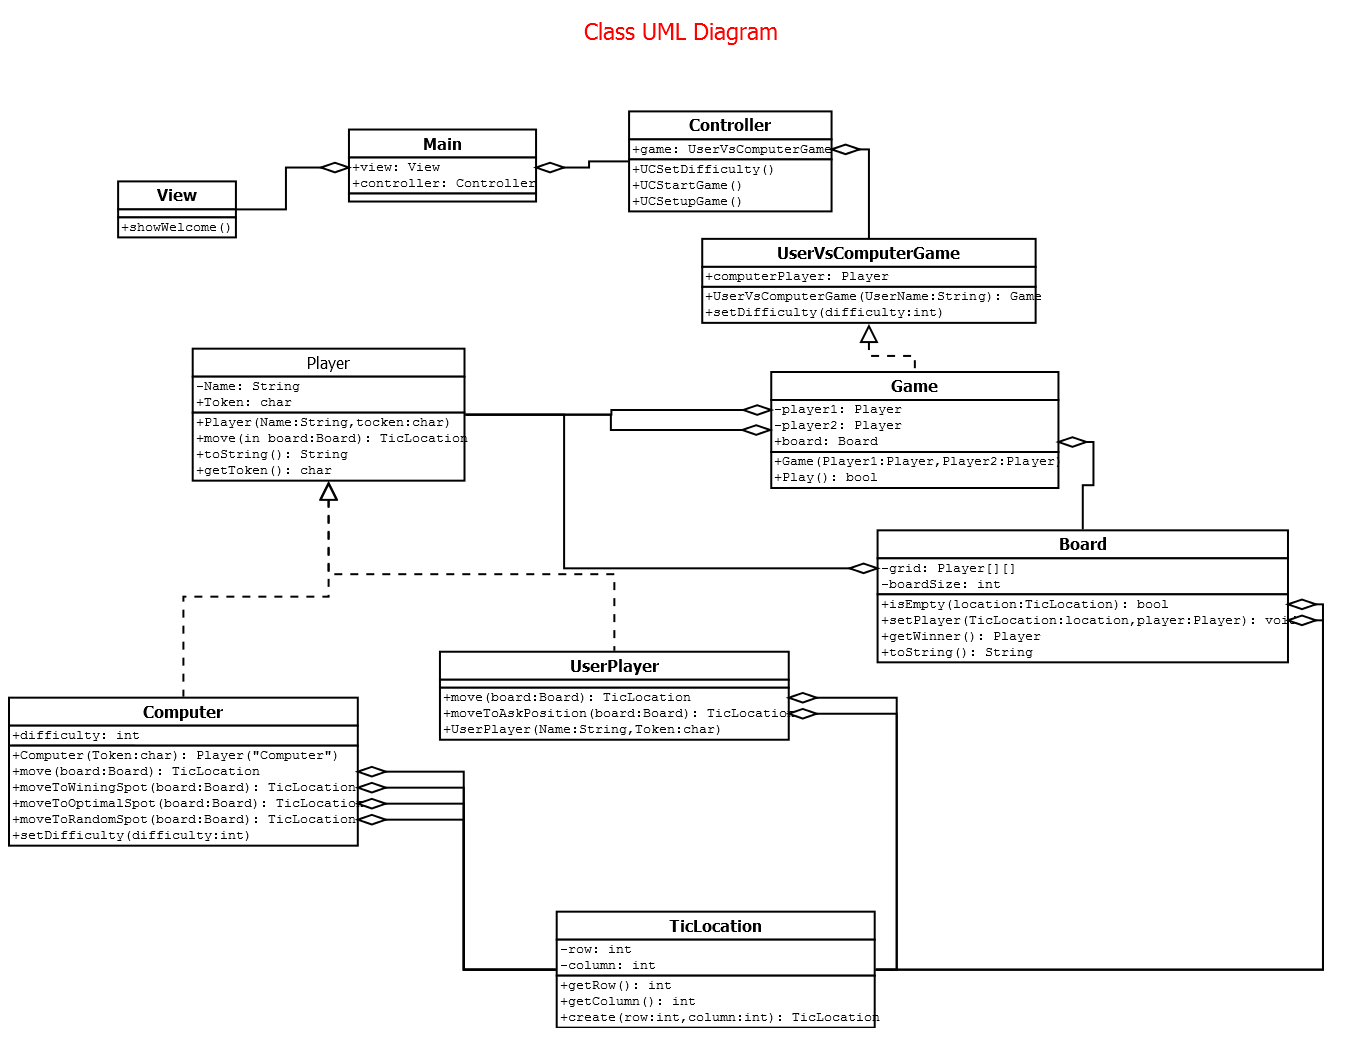 Class UML Diagram
Controller
+game: UserVsComputerGame
+UCSetDifficulty()
+UCStartGame()
+UCSetupGame()
Main
+view: View
+controller: Controller
View
+showWelcome()
UserVsComputerGame
+computerPlayer: Player
+UserVsComputerGame(UserName:String): Game
+setDifficulty(difficulty:int)
Player
-Name: String
+Token: char
+Player(Name:String,tocken:char)
+move(in board:Board): TicLocation
+toString(): String
+getToken(): char
Game
-player1: Player
-player2: Player
+board: Board
+Game(Player1:Player,Player2:Player)
+Play(): bool
Board
-grid: Player[][]
-boardSize: int
+isEmpty(location:TicLocation): bool
+setPlayer(TicLocation:location,player:Player): void
+getWinner(): Player
+toString(): String
UserPlayer
+move(board:Board): TicLocation
+moveToAskPosition(board:Board): TicLocation
+UserPlayer(Name:String,Token:char)
Computer
+difficulty: int
+Computer(Token:char): Player("Computer")
+move(board:Board): TicLocation
+moveToWiningSpot(board:Board): TicLocation
+moveToOptimalSpot(board:Board): TicLocation
+moveToRandomSpot(board:Board): TicLocation
+setDifficulty(difficulty:int)
TicLocation
-row: int
-column: int
+getRow(): int
+getColumn(): int
+create(row:int,column:int): TicLocation